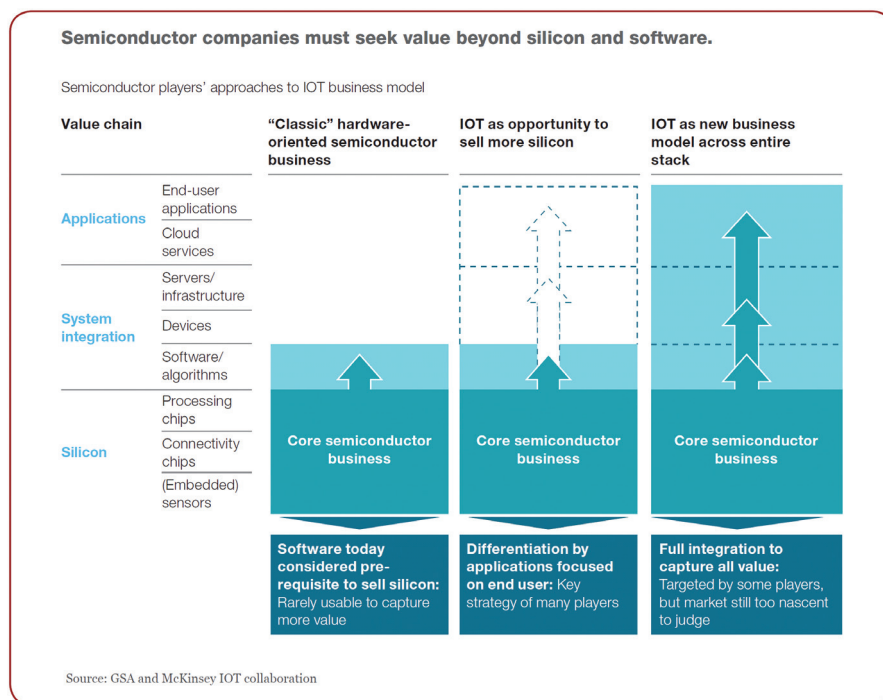 Semiconductor companies must seek value beyond silicon and software.
Semiconductor players’ approaches to IOT business model
Value chain
“Classic” hardware-
oriented semiconductor
business
IOT as opportunity to
sell more silicon
IOT as new business
model across entire
stack
Applications
End-user
applications
Cloud
services
System
integration
Servers/
infrastructure
Devices
Software/
algorithms
Silicon
Processing
chips
Connectivity
chips
(Embedded)
sensors
Core semiconductor
business
Core semiconductor
business
Core semiconductor
business
Software today
considered pre-
requisite to sell silicon:
Rarely usable to capture
more value
Differentiation by
applications focused
on end user: Key
strategy of many players
Full integration to
capture all value:
Targeted by some players,
but market still too nascent
to judge
Source: GSA and McKinsey IOT collaboration